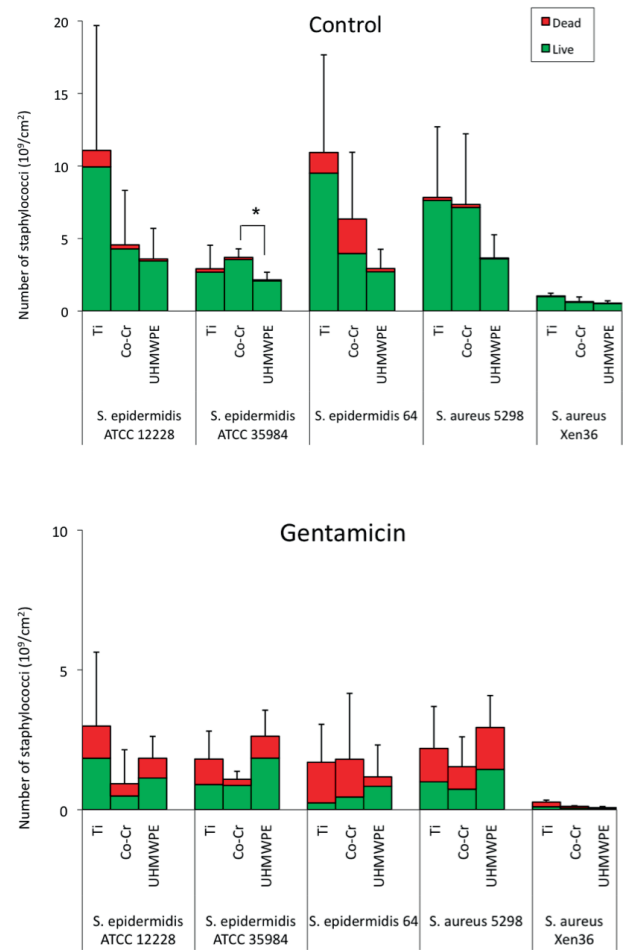 Control
Dead
Live
Number of staphylococci (10⁹/cm²)
20
15
10
5
0
*
Ti
Co-Cr
UHMWPE
Ti
Co-Cr
UHMWPE
Ti
Co-Cr
UHMWPE
Ti
Co-Cr
UHMWPE
Ti
Co-Cr
UHMWPE
S. epidermidis
ATCC 12228
S. epidermidis
ATCC 35984
S. epidermidis 64
S. aureus 5298
S. aureus
Xen36
Gentamicin
Number of staphylococci (10⁹/cm²)
10
5
0
Ti
Co-Cr
UHMWPE
Ti
Co-Cr
UHMWPE
Ti
Co-Cr
UHMWPE
Ti
Co-Cr
UHMWPE
Ti
Co-Cr
UHMWPE
S. epidermidis
ATCC 12228
S. epidermidis
ATCC 35984
S. epidermidis 64
S. aureus 5298
S. aureus
Xen36